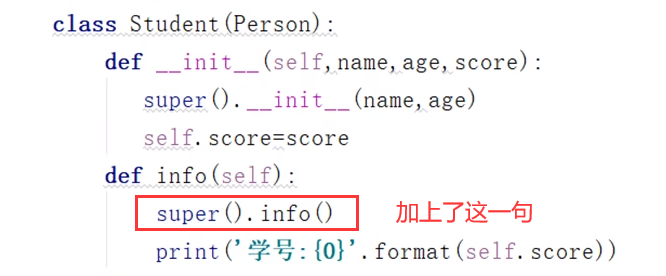 class Student(Person):
    def __init__(self,name,age,score):
        super().__init__(name,age)
        self.score=score
    def info(self):
        super().info() 加上了这一句
        print('学号:{0}'.format(self.score))